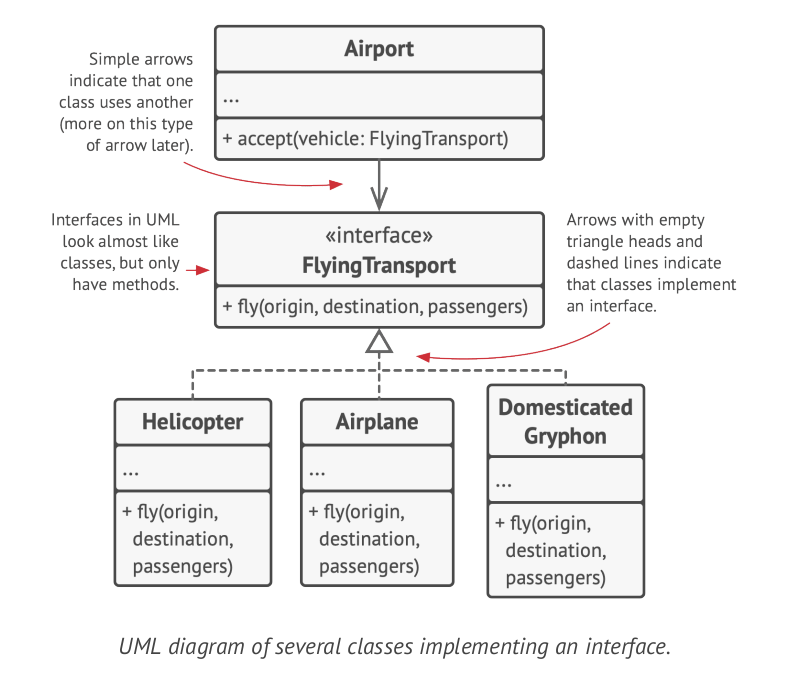 Airport
...
+ accept(vehicle: FlyingTransport)
Simple arrows
indicate that one
class uses another
(more on this type
of arrow later).
Interfaces in UML
look almost like
classes, but only
have methods.
«interface»
FlyingTransport
+ fly(origin, destination, passengers)
Arrows with empty
triangle heads and
dashed lines indicate
that classes implement
an interface.
Helicopter
...
+ fly(origin,
destination,
passengers)
Airplane
...
+ fly(origin,
destination,
passengers)
Domesticated
Gryphon
...
+ fly(origin,
destination,
passengers)
UML diagram of several classes implementing an interface.